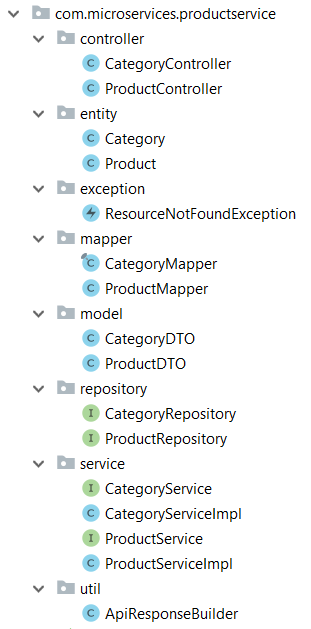 com.microservices.productservice
controller
C CategoryController
C ProductController
entity
C Category
C Product
exception
ResourceNotFoundException
mapper
C CategoryMapper
C ProductMapper
model
C CategoryDTO
C ProductDTO
repository
I CategoryRepository
I ProductRepository
service
I CategoryService
C CategoryServiceImpl
I ProductService
C ProductServiceImpl
util
C ApiResponseBuilder